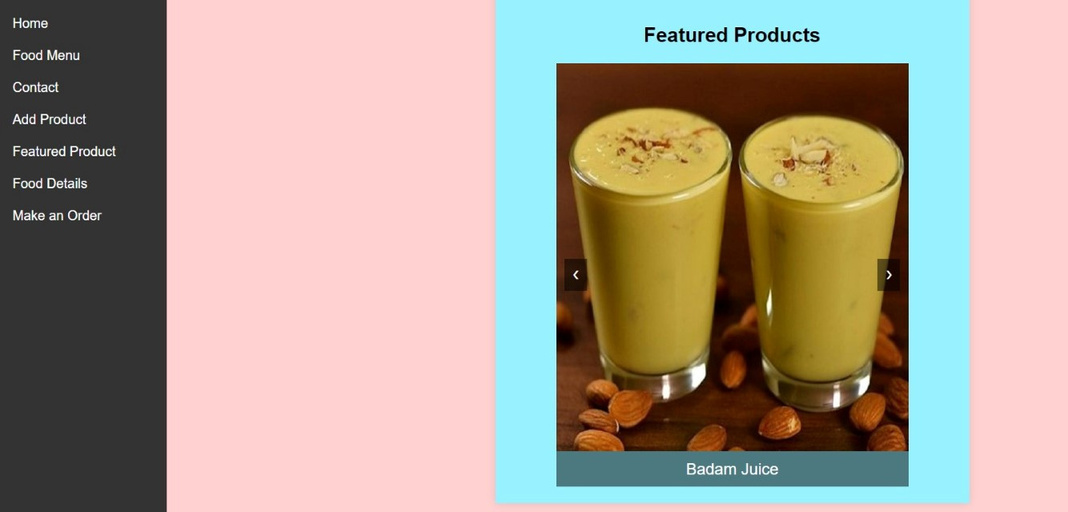 Home
Food Menu
Contact
Add Product
Featured Product
Food Details
Make an Order
Featured Products
‹
›
Badam Juice